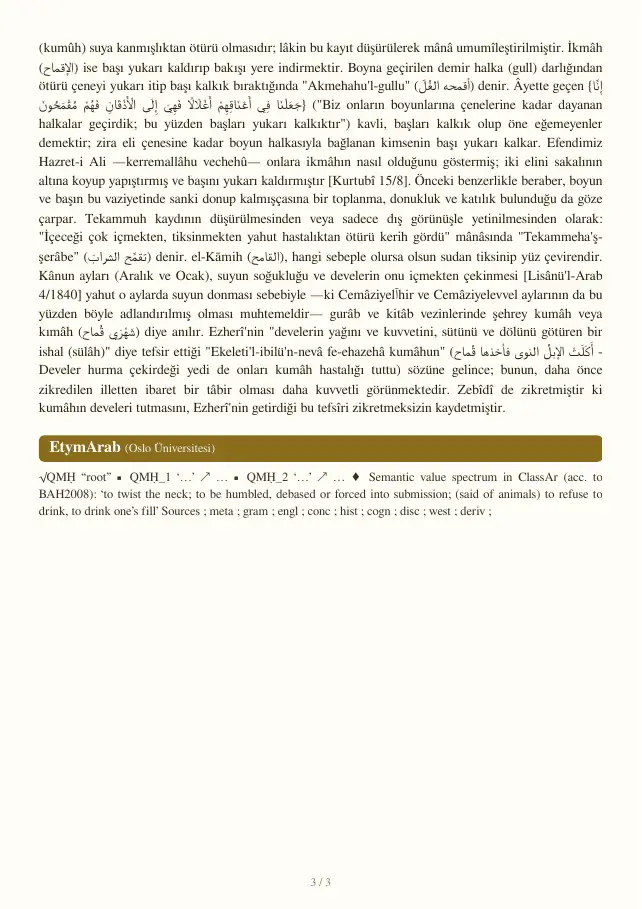 (kumûh) suya kanmışlıktan ötürü olmasıdır; lâkin bu kayıt düşürülerek mânâ umumîleştirilmiştir. İkmâh
(الإقماح) ise başı yukarı kaldırıp bakışı yere indirmektir. Boyna geçirilen demir halka (gull) darlığından
ötürü çeneyi yukarı itip başı kalkık bıraktığında "Akmehahu'l-gullu" (أقمحه الغُلّ) denir. Âyette geçen {إِنَّا
جَعَلْنَا فِي أَعْنَاقِهِمْ أَغْلَالًا فَهِيَ إِلَى الْأَذْقَانِ فَهُمْ مُقْمَحُونَ} ("Biz onların boyunlarına çenelerine kadar dayanan
halkalar geçirdik; bu yüzden başları yukarı kalkıktır") kavli, başları kalkık olup öne eğemeyenler
demektir; zira eli çenesine kadar boyun halkasıyla bağlanan kimsenin başı yukarı kalkar. Efendimiz
Hazret-i Ali —kerremallâhu vechehû— onlara ikmâhın nasıl olduğunu göstermiş; iki elini sakalının
altına koyup yapıştırmış ve başını yukarı kaldırmıştır [Kurtubî 15/8]. Önceki benzerlikle beraber, boyun
ve başın bu vaziyetinde sanki donup kalmışçasına bir toplanma, donukluk ve katılık bulunduğu da göze
çarpar. Tekammuh kaydının düşürülmesinden veya sadece dış görünüşle yetinilmesinden olarak:
"İçeceği çok içmekten, tiksinmekten yahut hastalıktan ötürü kerih gördü" mânâsında "Tekammeha'ş-
şerâbe" (تقمّح الشرابَ) denir. el-Kāmih (القامح), hangi sebeple olursa olsun sudan tiksinip yüz çevirendir.
Kânun ayları (Aralık ve Ocak), suyun soğukluğu ve develerin onu içmekten çekinmesi [Lisânü'l-Arab
4/1840] yahut o aylarda suyun donması sebebiyle —ki Cemâziyelâhir ve Cemâziyelevvel aylarının da bu
yüzden böyle adlandırılmış olması muhtemeldir— gurâb ve kitâb vezinlerinde şehrey kumâh veya
kımâh (شَهْرَي قُماح) diye anılır. Ezherî'nin "develerin yağını ve kuvvetini, sütünü ve dölünü götüren bir
ishal (sülâh)" diye tefsir ettiği "Ekeleti'l-ibilü'n-nevâ fe-ehazehâ kumâhun" (أَكَلَتْ الإبلُ النوى فأخذها قُماح -
Develer hurma çekirdeği yedi de onları kumâh hastalığı tuttu) sözüne gelince; bunun, daha önce
zikredilen illetten ibaret bir tâbir olması daha kuvvetli görünmektedir. Zebîdî de zikretmiştir ki
kumâhın develeri tutmasını, Ezherî'nin getirdiği bu tefsîri zikretmeksizin kaydetmiştir.
EtymArab (Oslo Üniversitesi)
√QMḤ “root” ▪ QMḤ_1 ‘…’ ↗ … ▪ QMḤ_2 ‘…’ ↗ … ♦ Semantic value spectrum in ClassAr (acc. to
BAH2008): ‘to twist the neck; to be humbled, debased or forced into submission; (said of animals) to refuse to
drink, to drink one’s fill’ Sources ; meta ; gram ; engl ; conc ; hist ; cogn ; disc ; west ; deriv ;
3 / 3